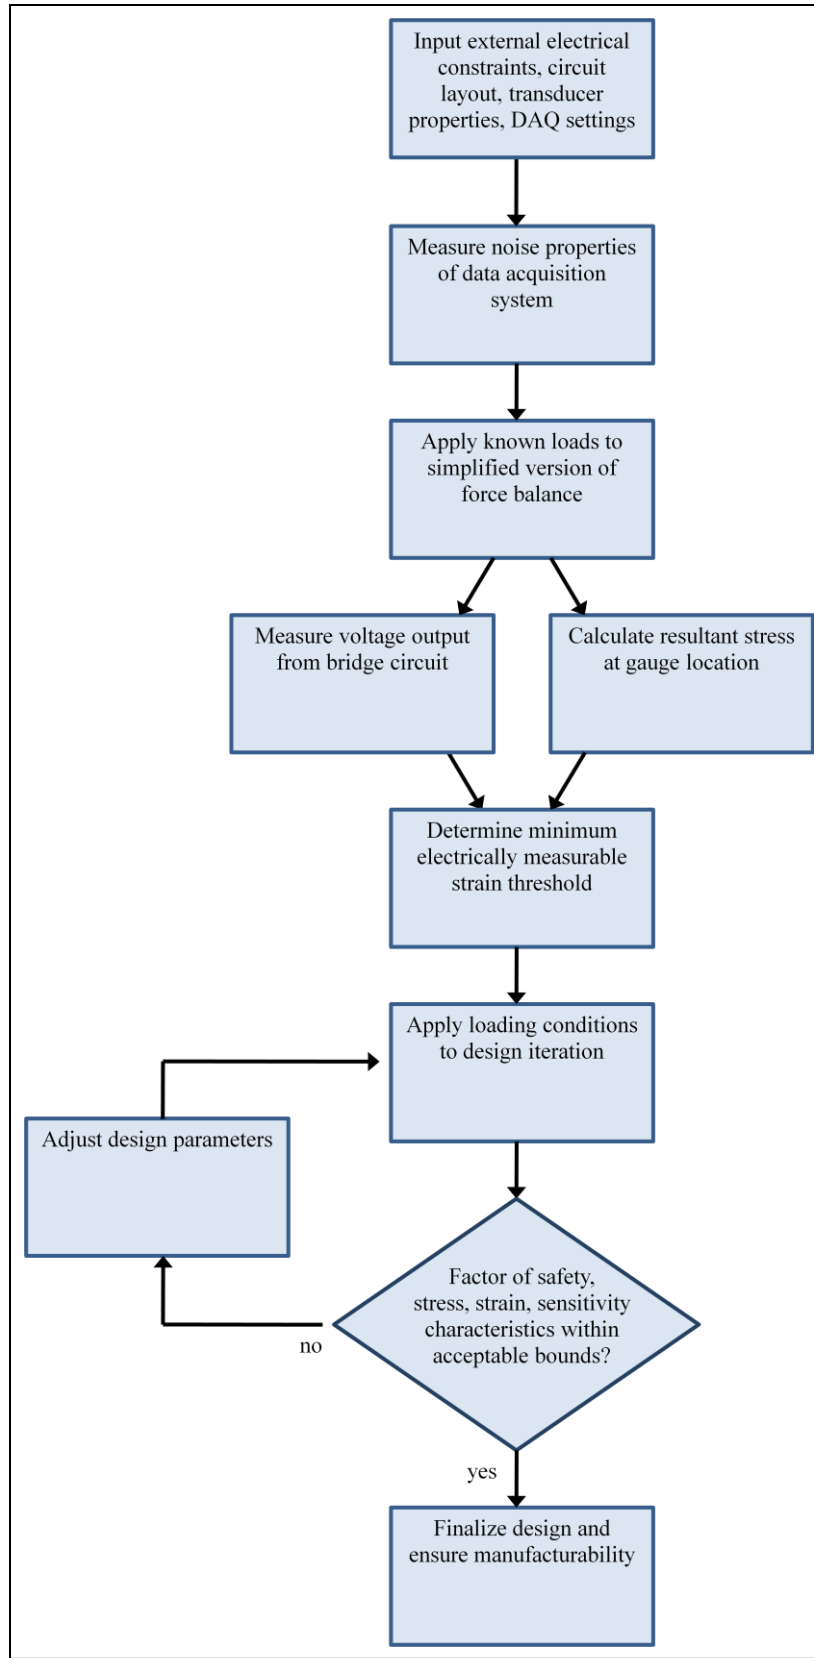 Input external electrical
constraints, circuit
layout, transducer
properties, DAQ settings
Measure noise properties
of data acquisition
system
Apply known loads to
simplified version of
force balance
Measure voltage output
from bridge circuit
Calculate resultant stress
at gauge location
Determine minimum
electrically measurable
strain threshold
Apply loading conditions
to design iteration
Adjust design parameters
Factor of safety,
stress, strain, sensitivity
characteristics within
acceptable bounds?
no
yes
Finalize design and
ensure manufacturability